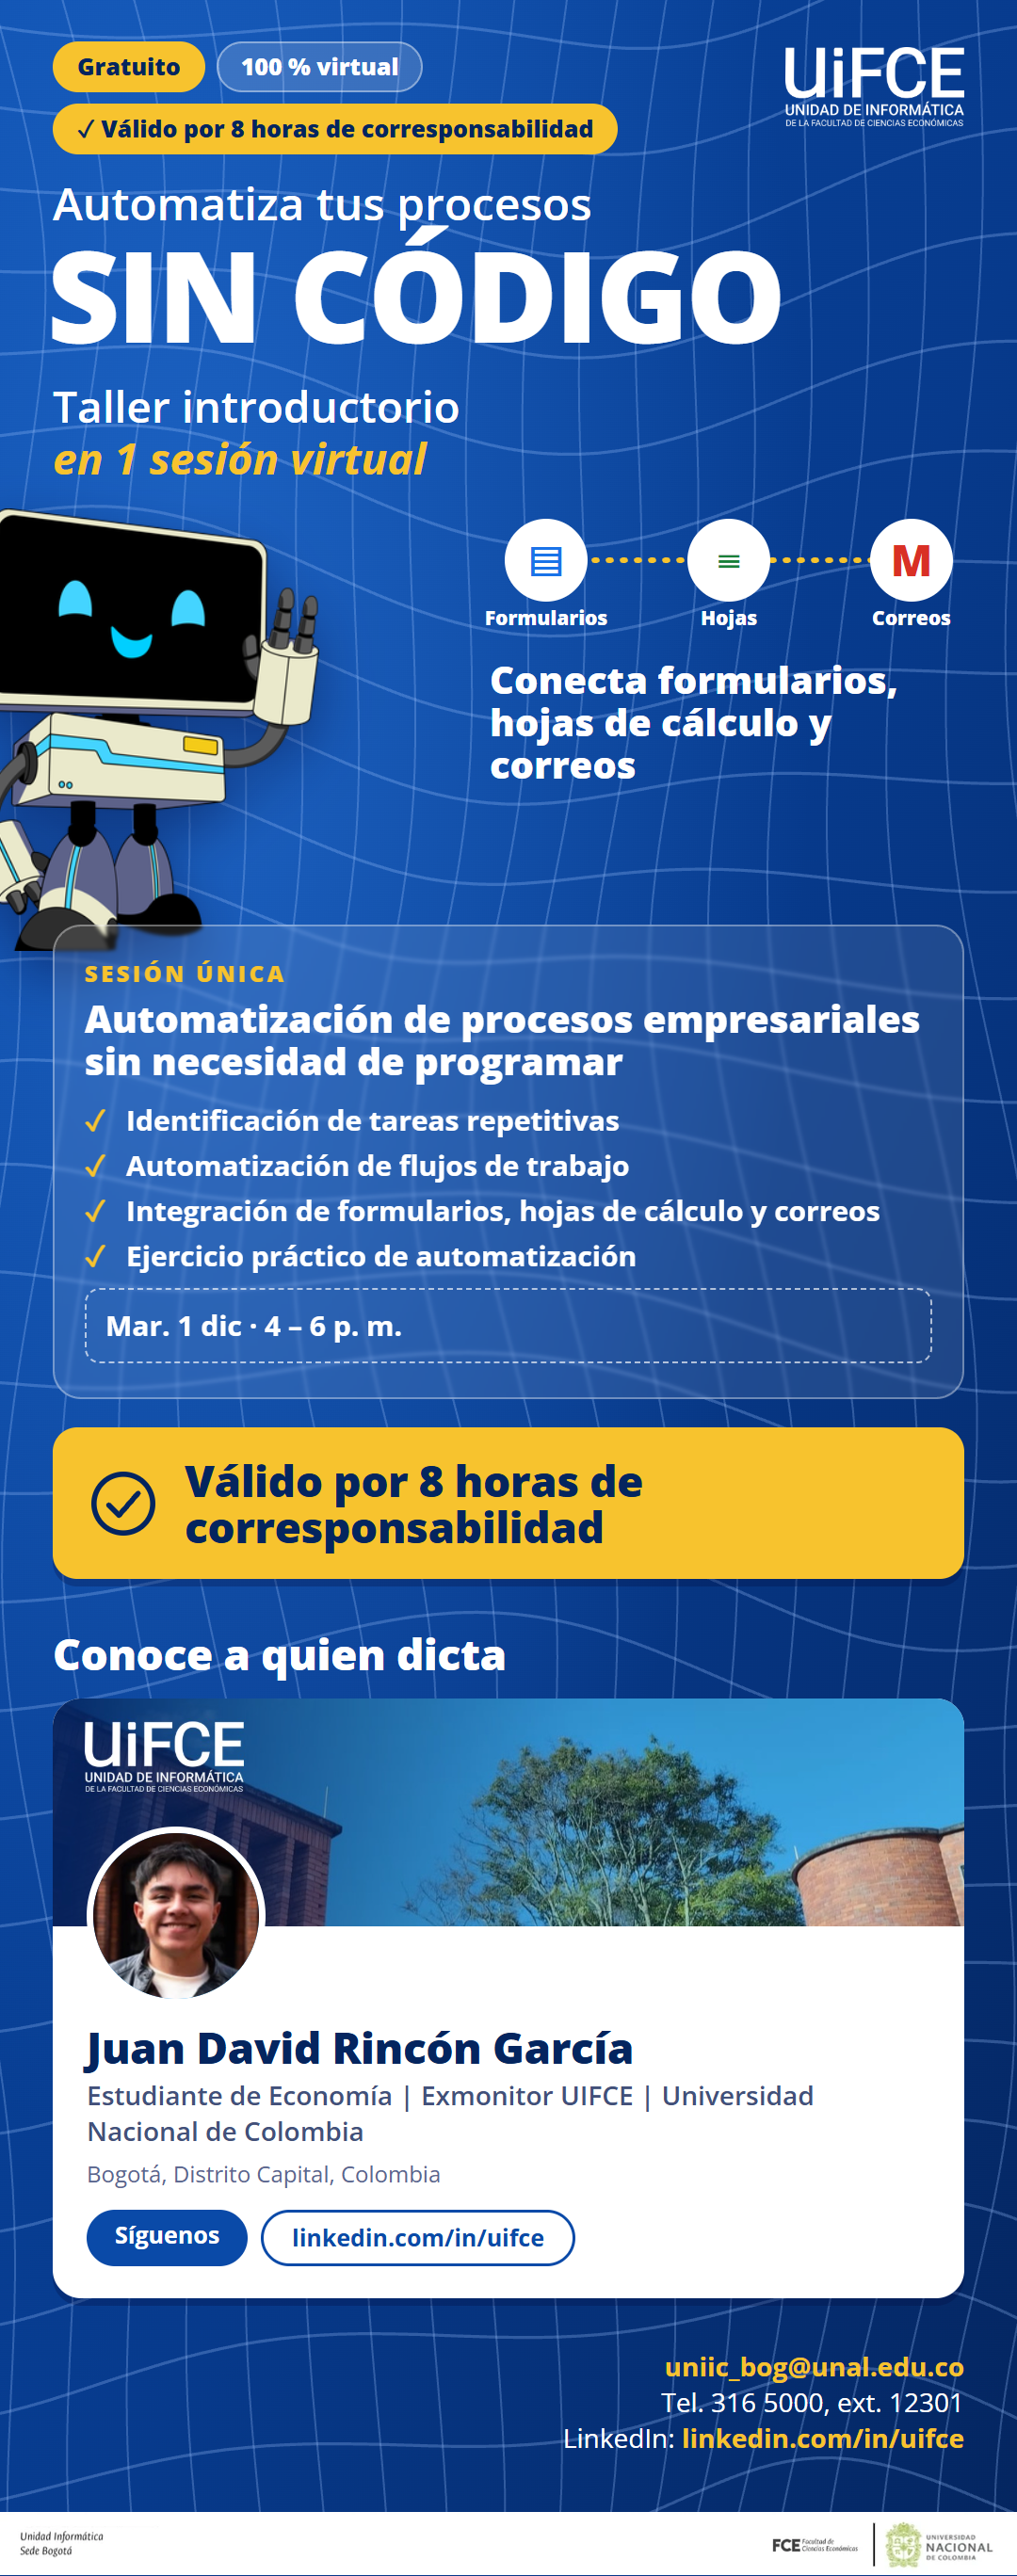 Gratuito
100 % virtual
✓ Válido por 8 horas de corresponsabilidad
UiFCE
UNIDAD DE INFORMÁTICA
DE LA FACULTAD DE CIENCIAS ECONÓMICAS
Automatiza tus procesos
SIN CÓDIGO
Taller introductorio
en 1 sesión virtual
M
Formularios
Hojas
Correos
Conecta formularios,
hojas de cálculo y
correos
SESIÓN ÚNICA
Automatización de procesos empresariales
sin necesidad de programar
✓ Identificación de tareas repetitivas
✓ Automatización de flujos de trabajo
✓ Integración de formularios, hojas de cálculo y correos
✓ Ejercicio práctico de automatización
Mar. 1 dic · 4 – 6 p. m.
Válido por 8 horas de
corresponsabilidad
Conoce a quien dicta
UiFCE
UNIDAD DE INFORMÁTICA
DE LA FACULTAD DE CIENCIAS ECONÓMICAS
Juan David Rincón García
Estudiante de Economía | Exmonitor UIFCE | Universidad
Nacional de Colombia
Bogotá, Distrito Capital, Colombia
Síguenos
linkedin.com/in/uifce
uniic_bog@unal.edu.co
Tel. 316 5000, ext. 12301
LinkedIn: linkedin.com/in/uifce
Unidad Informática
Sede Bogotá
FCE Facultad de
Ciencias Económicas
UNIVERSIDAD
NACIONAL
DE COLOMBIA